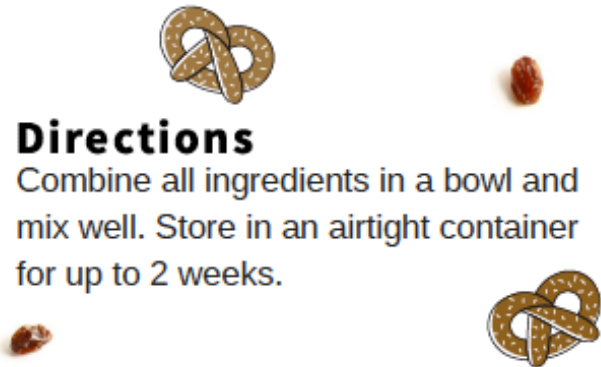 Directions
Combine all ingredients in a bowl and
mix well. Store in an airtight container
for up to 2 weeks.